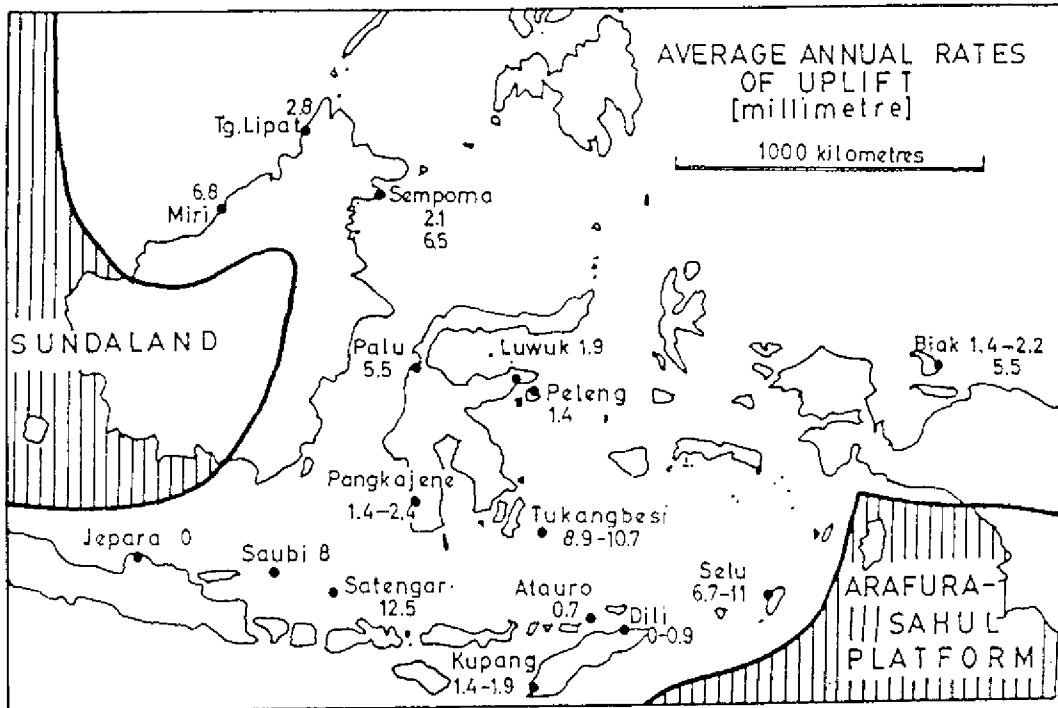 AVERAGE ANNUAL RATES
OF UPLIFT
[millimetre]
1000 kilometres
2.8
Tg.Lipat
6.8
Miri
Semporna
2.1
6.5
SUNDALAND
Palu
5.5
Luwuk 1.9
Peleng
1.4
Biak 1.4-2.2
5.5
Pangkajene
1.4-2.4
Tukangbesi
8.9-10.7
Jepara 0
Saubi 8
Satengar
12.5
Atauro
0.7
Dili
0-0.9
Selu
6.7-11
Kupang
1.4-1.9
ARAFURA-
SAHUL
PLATFORM